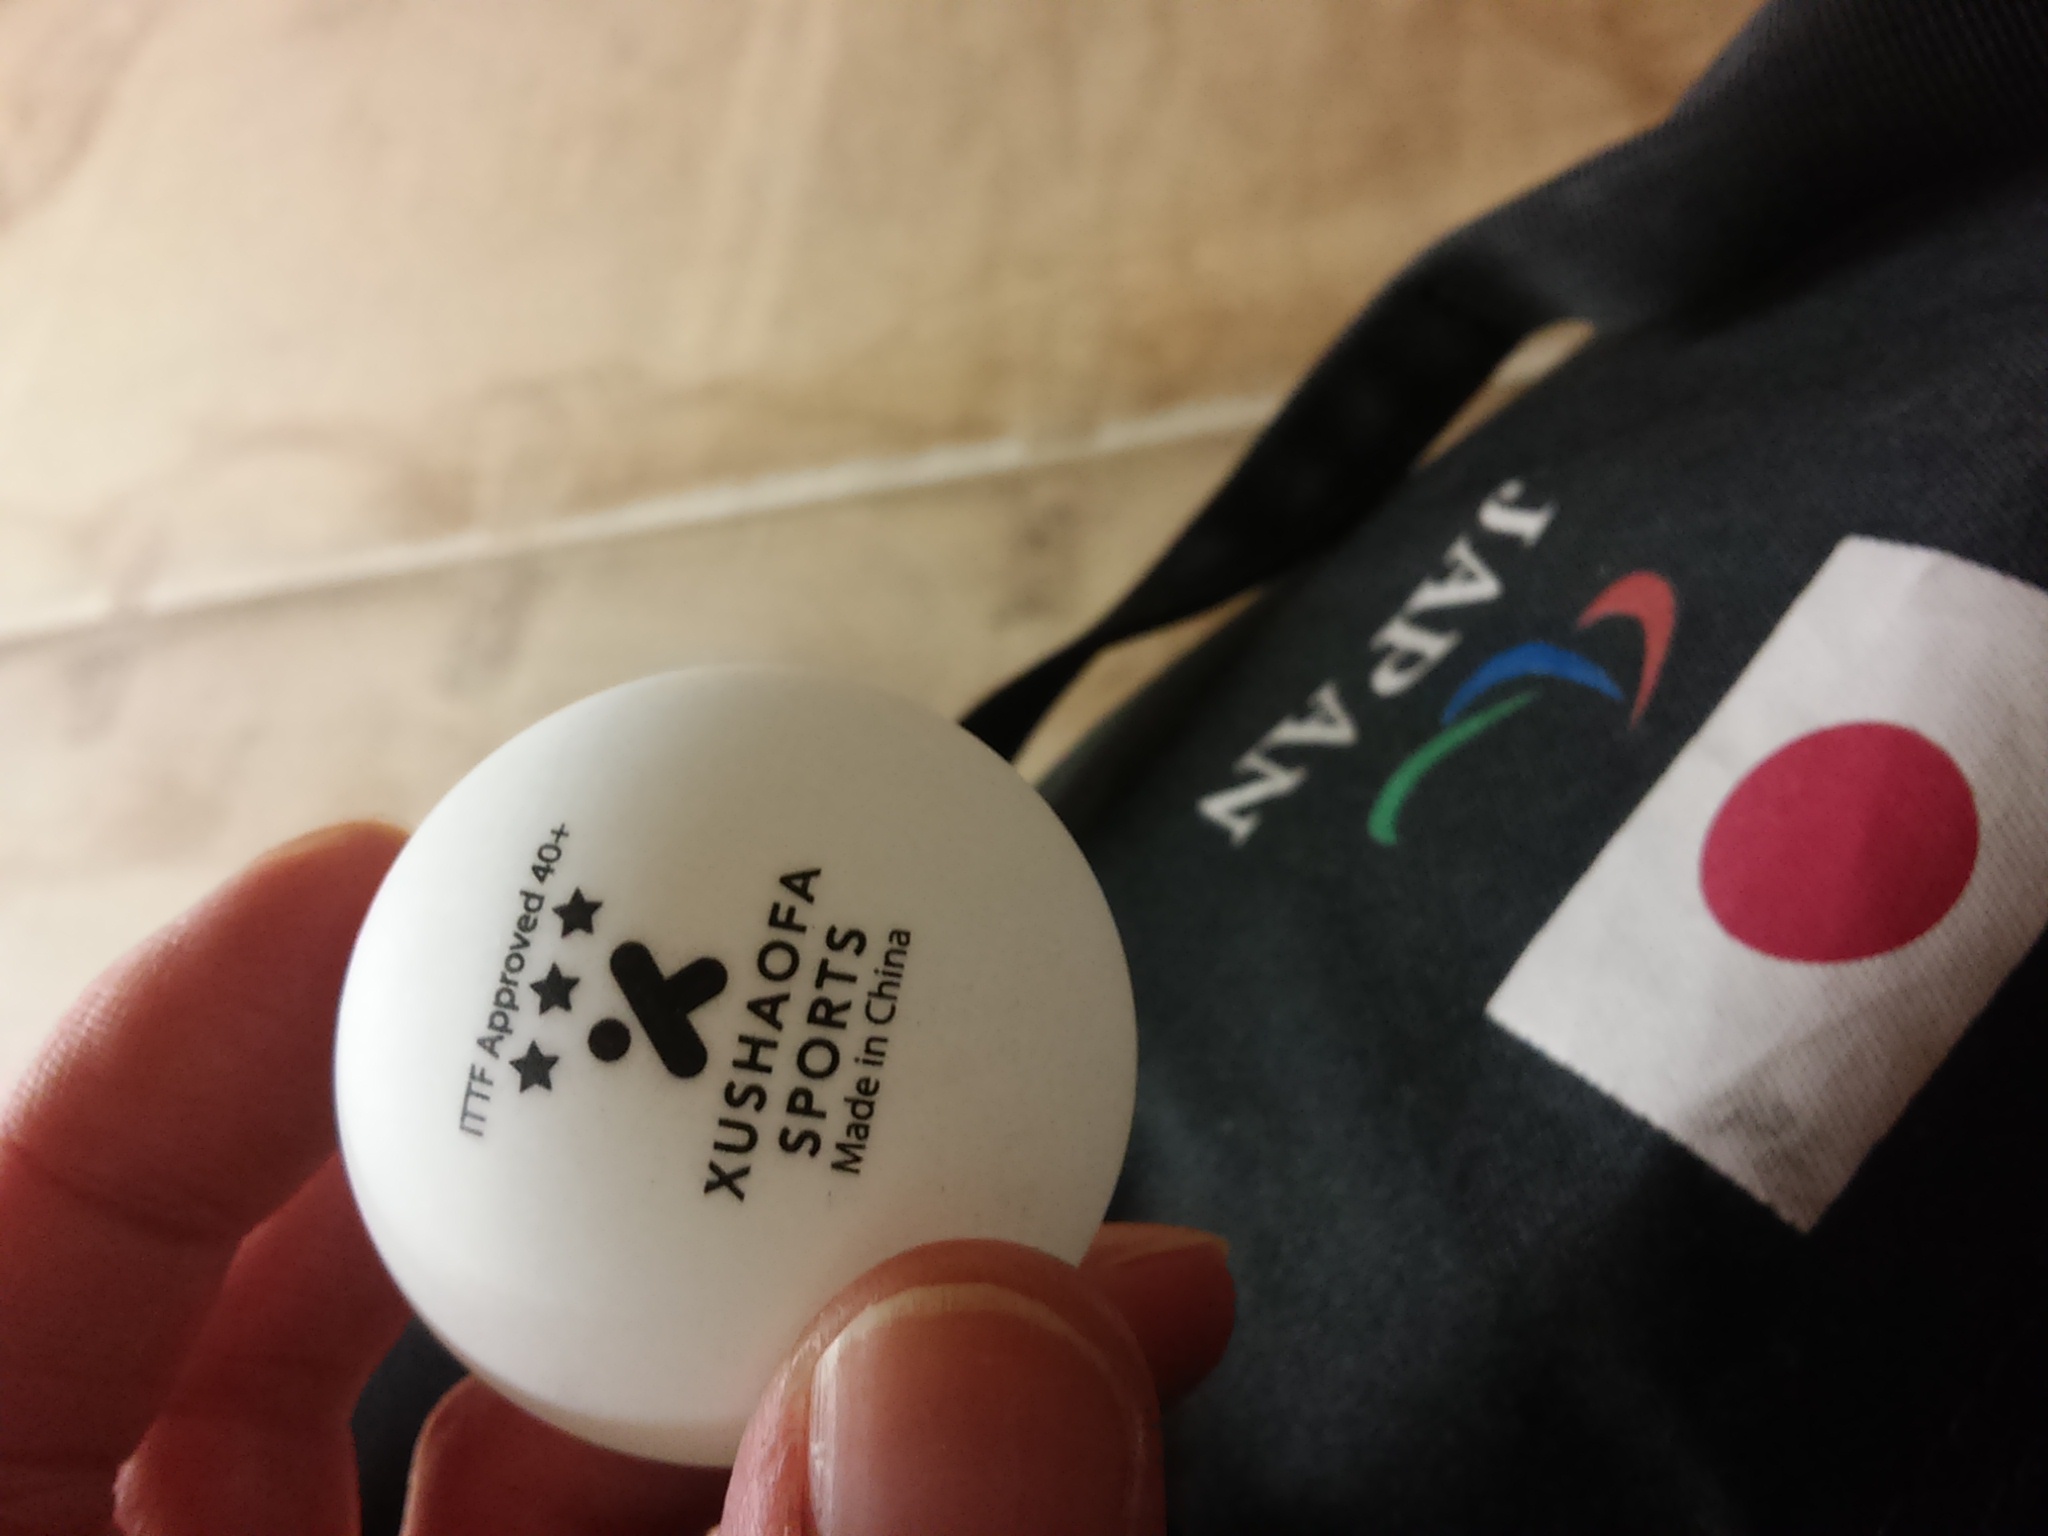 ITTF Approved 40+
XUSHAOFA
SPORTS
Made in China
JAPAN